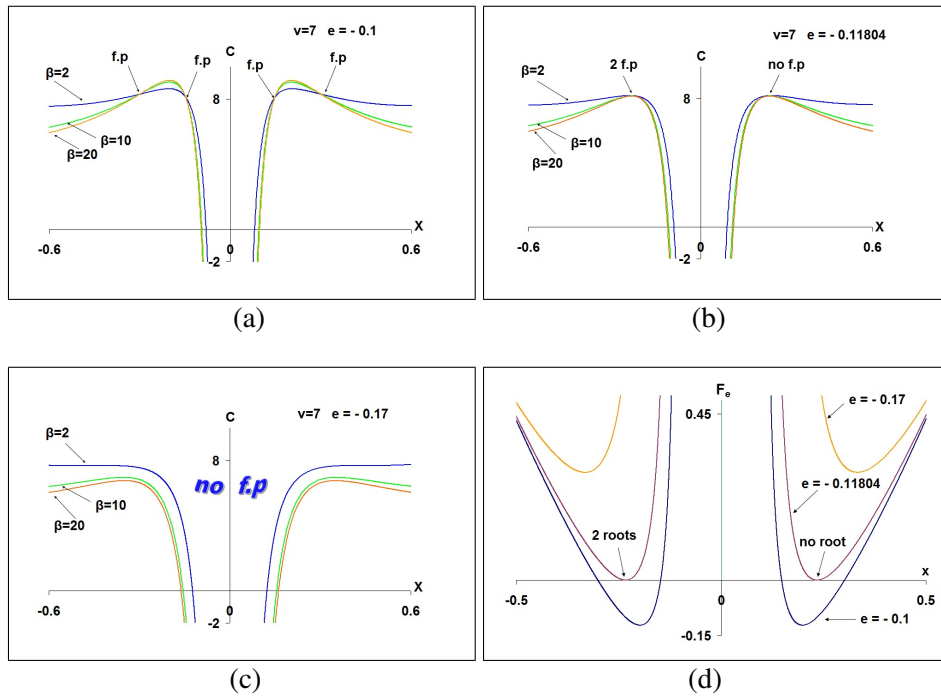 C
v=7 e = - 0.1
f.p
f.p
f.p
f.p
β=2
8
β=10
β=20
X
-0.6
0
0.6
-2
(a)
v=7 e = - 0.11804
C
β=2
2 f.p
no f.p
8
β=10
β=20
X
-0.6
0
0.6
-2
(b)
C
v=7 e = - 0.17
β=2
8
no f.p
β=10
β=20
X
-0.6
0
0.6
-2
(c)
Fe
0.45
e = - 0.17
e = - 0.11804
2 roots
no root
x
-0.5
0
0.5
e = - 0.1
-0.15
(d)